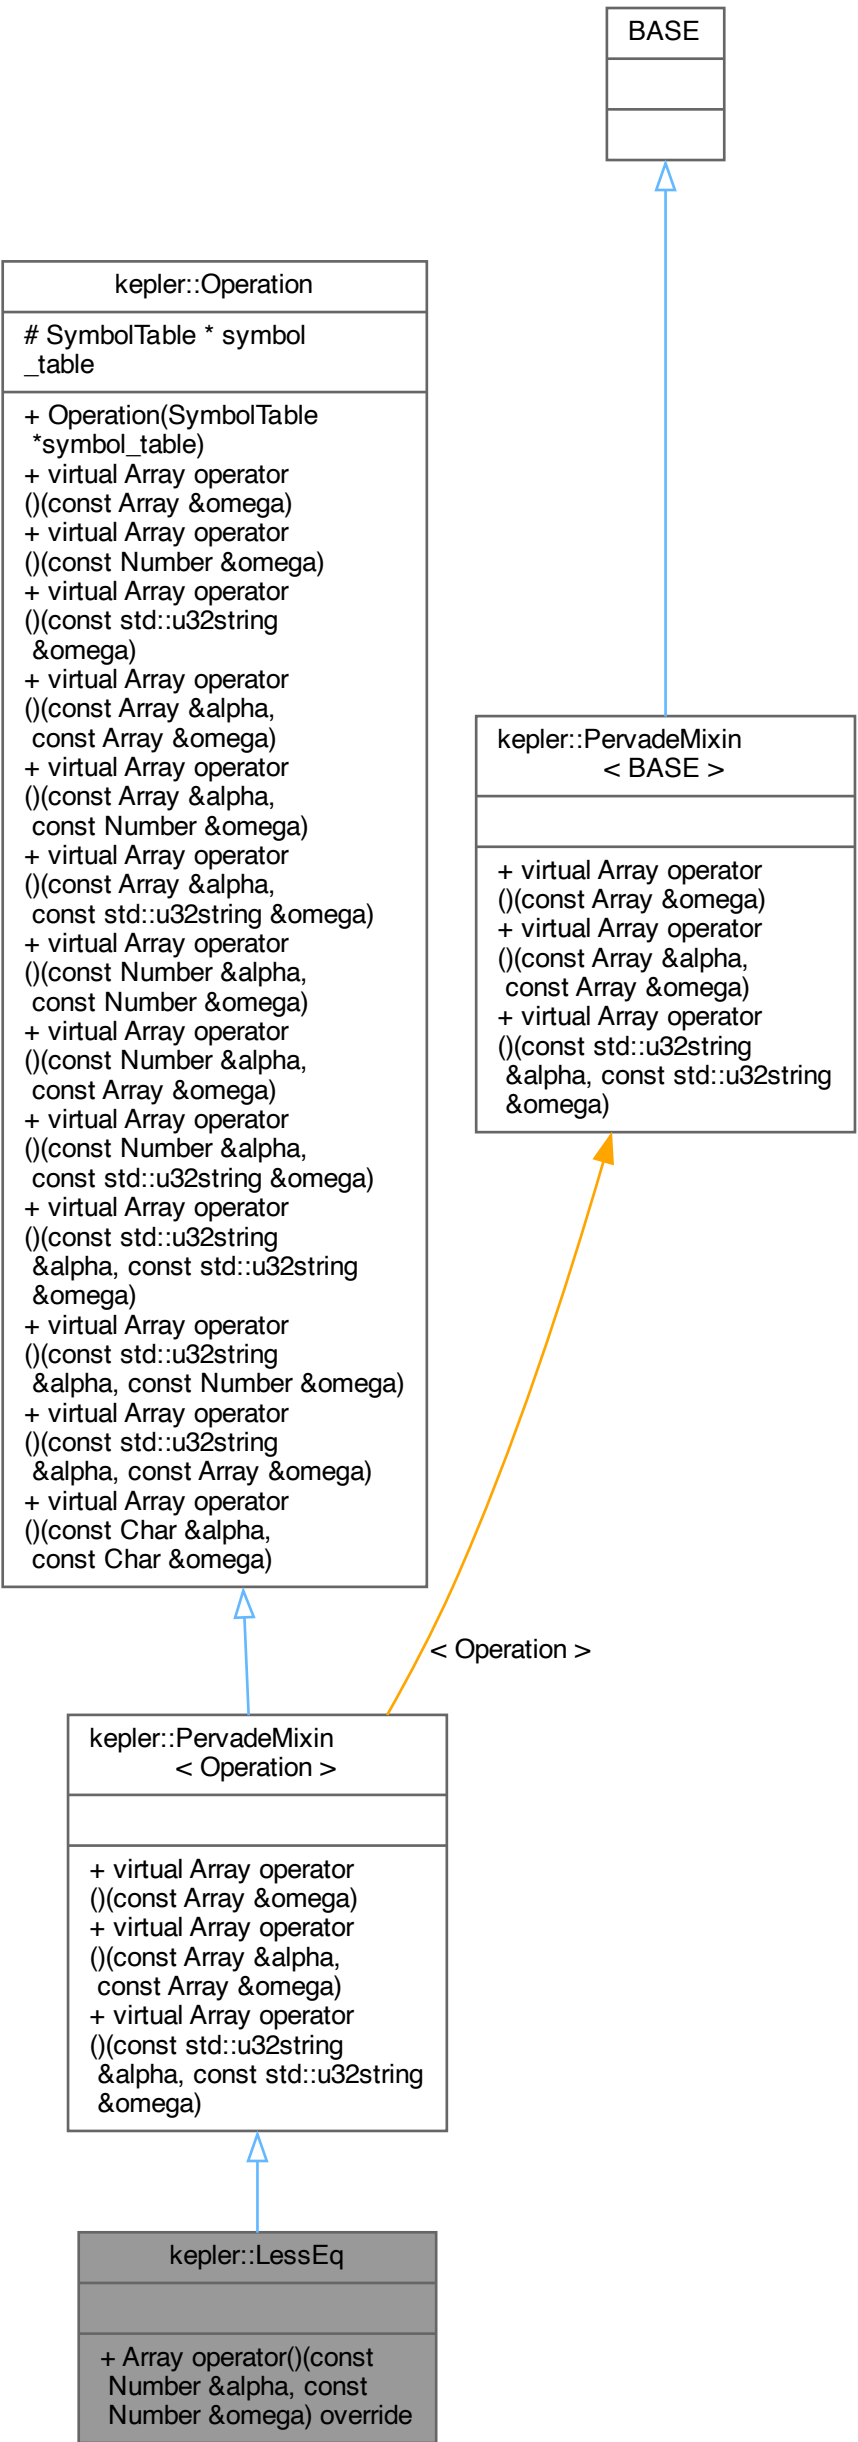 BASE
kepler::Operation
# SymbolTable * symbol
_table
+ Operation(SymbolTable
*symbol_table)
+ virtual Array operator
()(const Array &omega)
+ virtual Array operator
()(const Number &omega)
+ virtual Array operator
()(const std::u32string
&omega)
+ virtual Array operator
()(const Array &alpha,
const Array &omega)
+ virtual Array operator
()(const Array &alpha,
const Number &omega)
+ virtual Array operator
()(const Array &alpha,
const std::u32string &omega)
+ virtual Array operator
()(const Number &alpha,
const Number &omega)
+ virtual Array operator
()(const Number &alpha,
const Array &omega)
+ virtual Array operator
()(const Number &alpha,
const std::u32string &omega)
+ virtual Array operator
()(const std::u32string
&alpha, const std::u32string
&omega)
+ virtual Array operator
()(const std::u32string
&alpha, const Number &omega)
+ virtual Array operator
()(const std::u32string
&alpha, const Array &omega)
+ virtual Array operator
()(const Char &alpha,
const Char &omega)
kepler::PervadeMixin
< BASE >
+ virtual Array operator
()(const Array &omega)
+ virtual Array operator
()(const Array &alpha,
const Array &omega)
+ virtual Array operator
()(const std::u32string
&alpha, const std::u32string
&omega)
< Operation >
kepler::PervadeMixin
< Operation >
+ virtual Array operator
()(const Array &omega)
+ virtual Array operator
()(const Array &alpha,
const Array &omega)
+ virtual Array operator
()(const std::u32string
&alpha, const std::u32string
&omega)
kepler::LessEq
+ Array operator()(const
Number &alpha, const
Number &omega) override